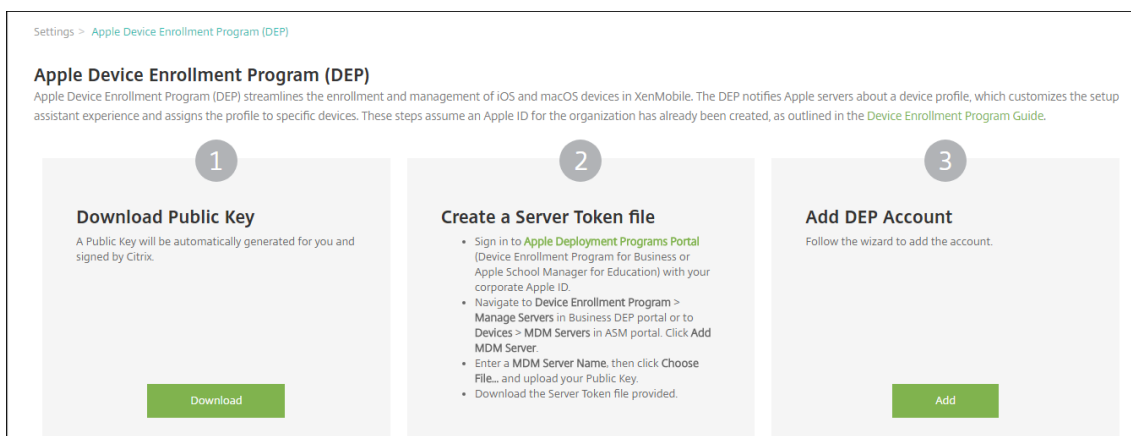 Settings > Apple Device Enrollment Program (DEP)
Apple Device Enrollment Program (DEP)
Apple Device Enrollment Program (DEP) streamlines the enrollment and management of iOS and macOS devices in XenMobile. The DEP notifies Apple servers about a device profile, which customizes the setup
assistant experience and assigns the profile to specific devices. These steps assume an Apple ID for the organization has already been created, as outlined in the Device Enrollment Program Guide.
1
Download Public Key
A Public Key will be automatically generated for you and
signed by Citrix.
Download
2
Create a Server Token file
• Sign in to Apple Deployment Programs Portal
(Device Enrollment Program for Business or
Apple School Manager for Education) with your
corporate Apple ID.
• Navigate to Device Enrollment Program >
Manage Servers in Business DEP portal or to
Devices > MDM Servers in ASM portal. Click Add
MDM Server.
• Enter a MDM Server Name, then click Choose
File... and upload your Public Key.
• Download the Server Token file provided.
3
Add DEP Account
Follow the wizard to add the account.
Add